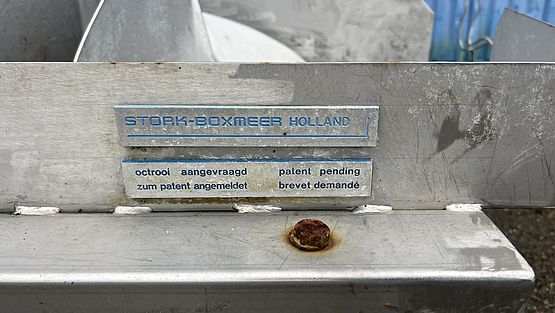 STORK-BOXMEER HOLLAND
octrooi aangevraagd patent pending
zum patent angemeldet brevet demandé